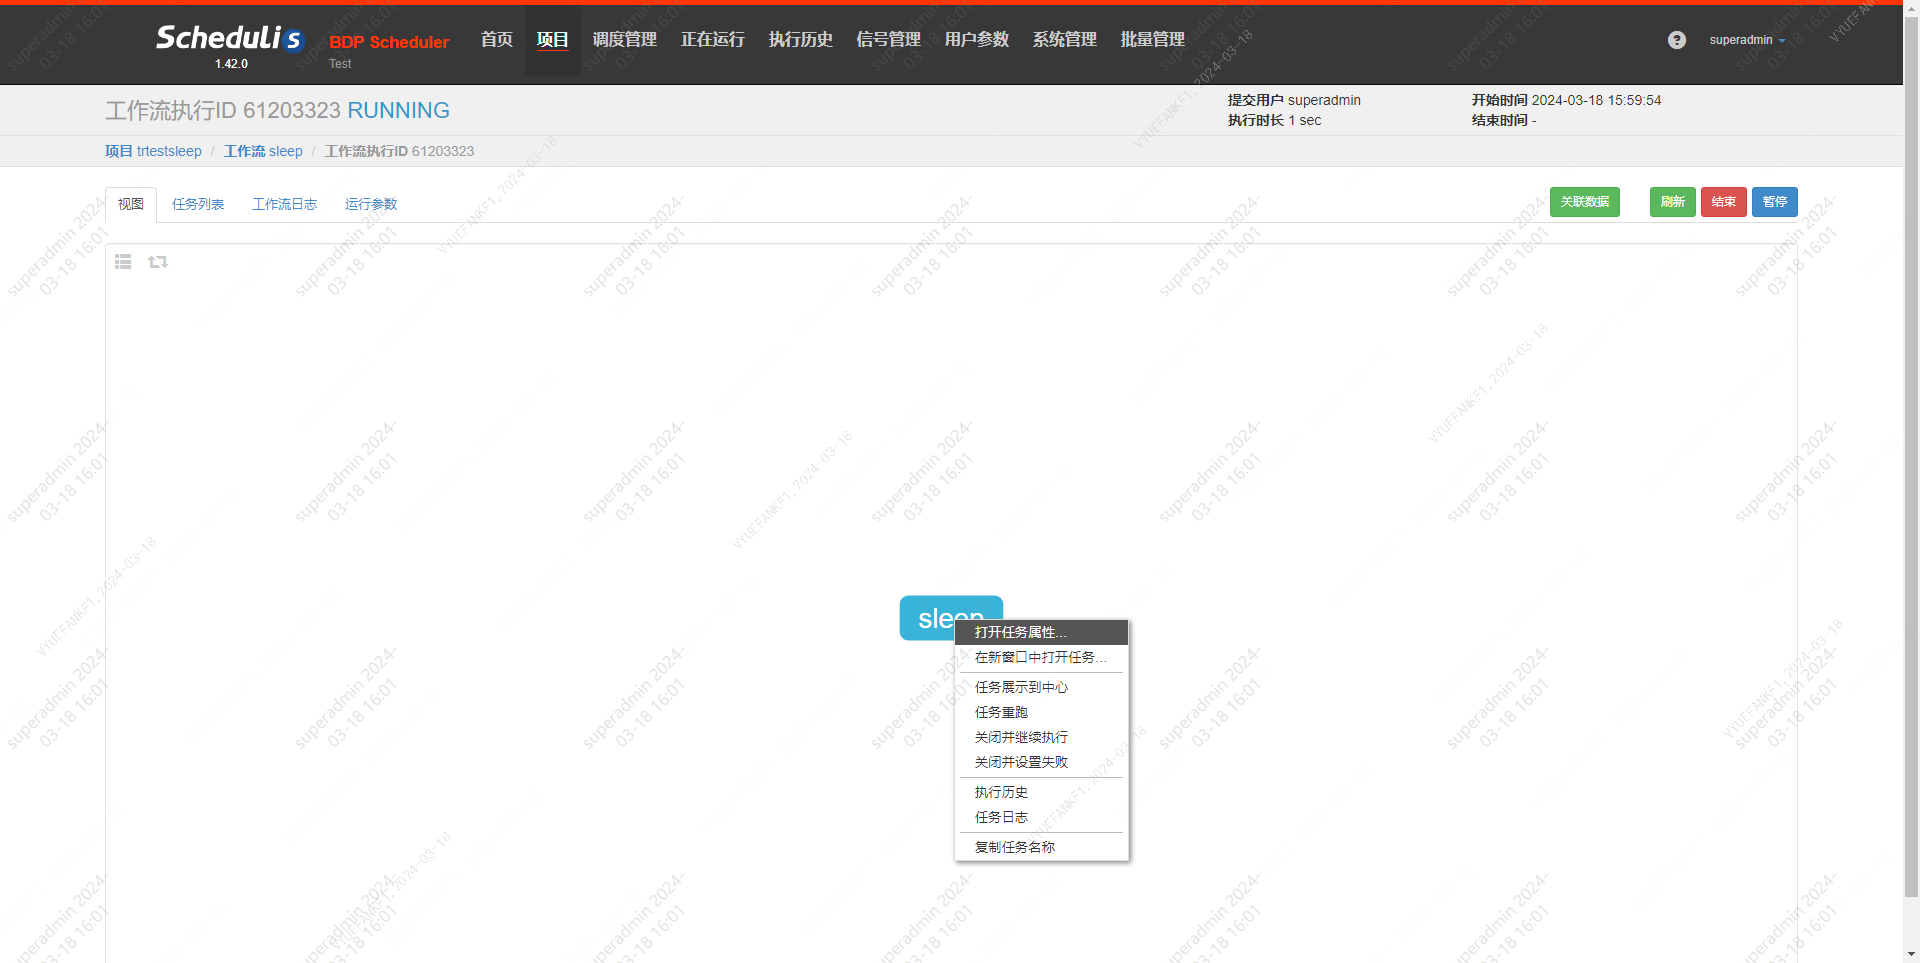 Schedulis
1.42.0
BDP Scheduler
Test
首页 项目 调度管理 正在运行 执行历史 信号管理 用户参数 系统管理 批量管理
? superadmin
工作流执行ID 61203323 RUNNING
提交用户 superadmin
执行时长 1 sec
开始时间 2024-03-18 15:59:54
结束时间 -
项目 trtestsleep / 工作流 sleep / 工作流执行ID 61203323
视图 任务列表 工作流日志 运行参数
关联数据 刷新 结束 暂停
sleep
打开任务属性...
在新窗口中打开任务...
任务展示到中心
任务重跑
关闭并继续执行
关闭并设置失败
执行历史
任务日志
复制任务名称
superadmin 2024-
03-18 16:01
VYUEFANKF1, 2024-03-18